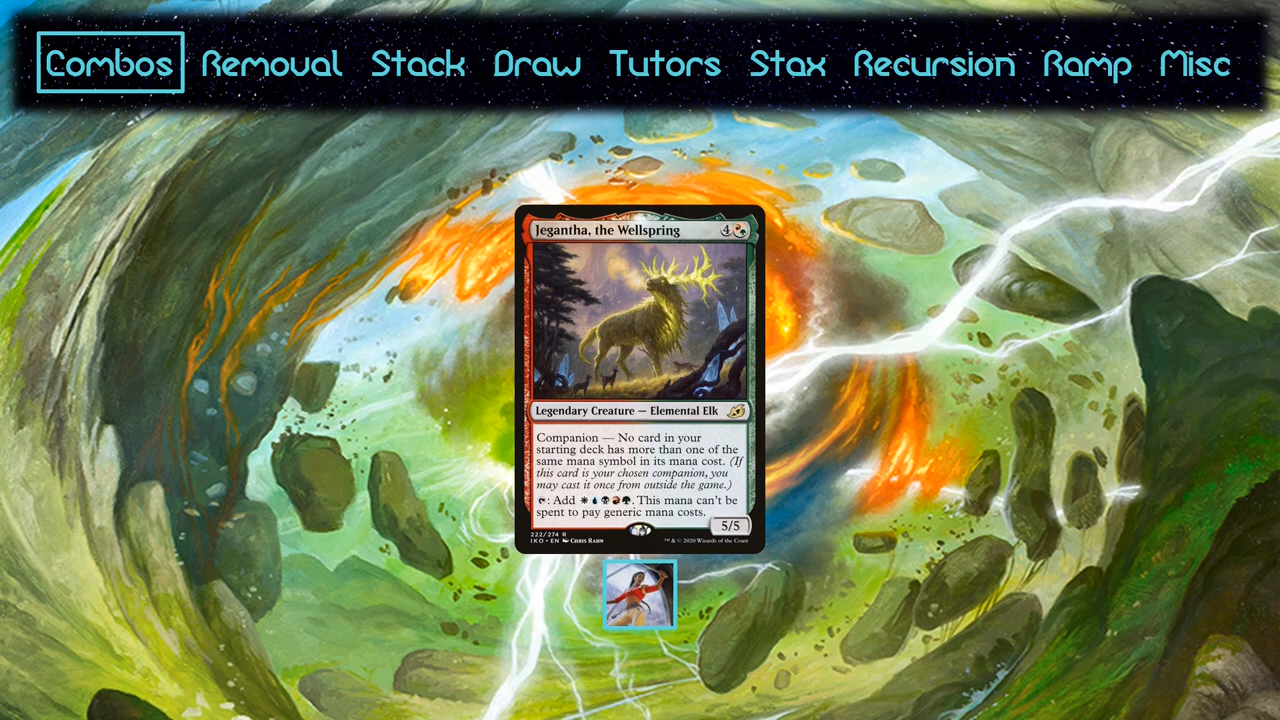 Combos Removal Stack Draw Tutors Stax Recursion Ramp Misc
Jegantha, the Wellspring 4
Legendary Creature — Elemental Elk
Companion — No card in your
starting deck has more than one of the
same mana symbol in its mana cost. (If
this card is your chosen companion, you
may cast it once from outside the game.)
: Add . This mana can't be
spent to pay generic mana costs.
5/5
222/274 R
IKO • EN Chris Rahn ™ & © 2020 Wizards of the Coast